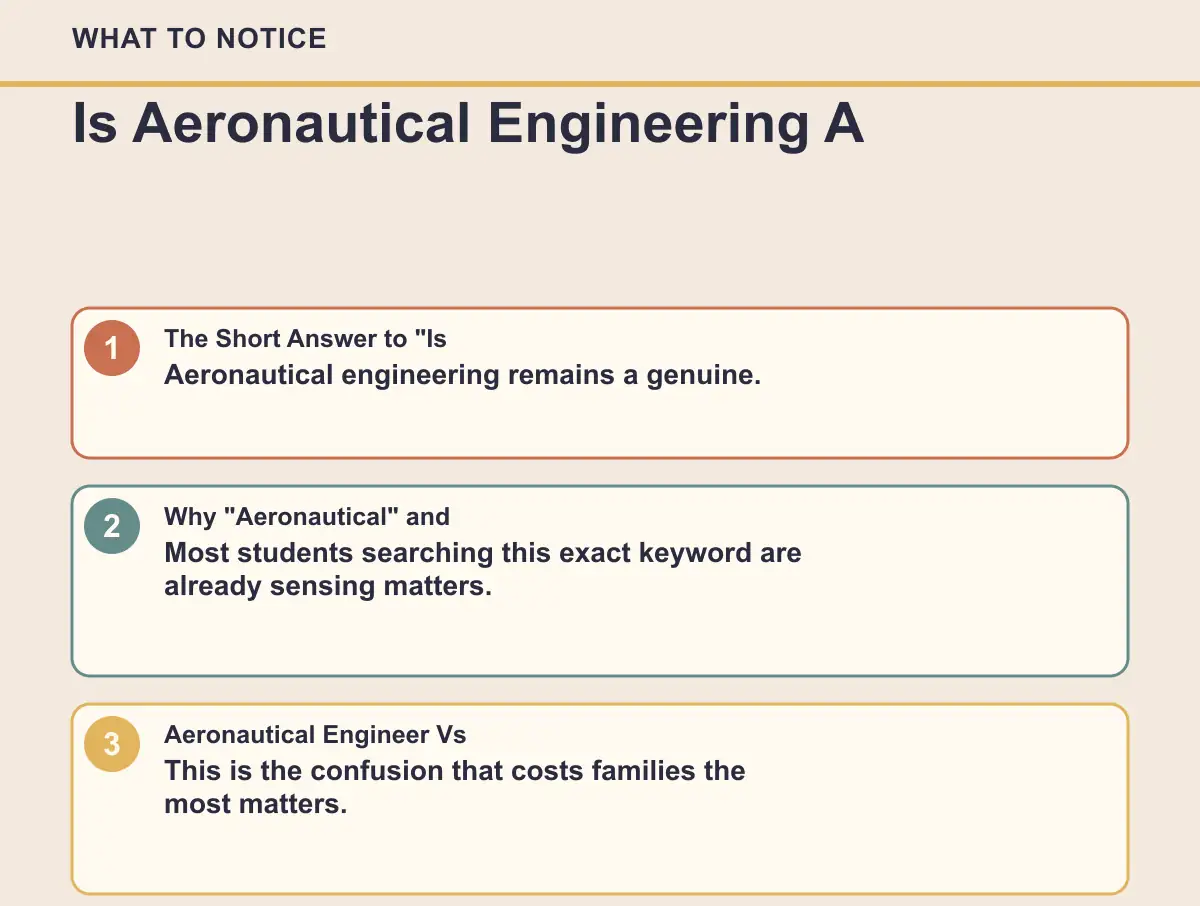 WHAT TO NOTICE
Is Aeronautical Engineering A
1
The Short Answer to "Is
Aeronautical engineering remains a genuine.
2
Why "Aeronautical" and
Most students searching this exact keyword are
already sensing matters.
3
Aeronautical Engineer Vs
This is the confusion that costs families the
most matters.